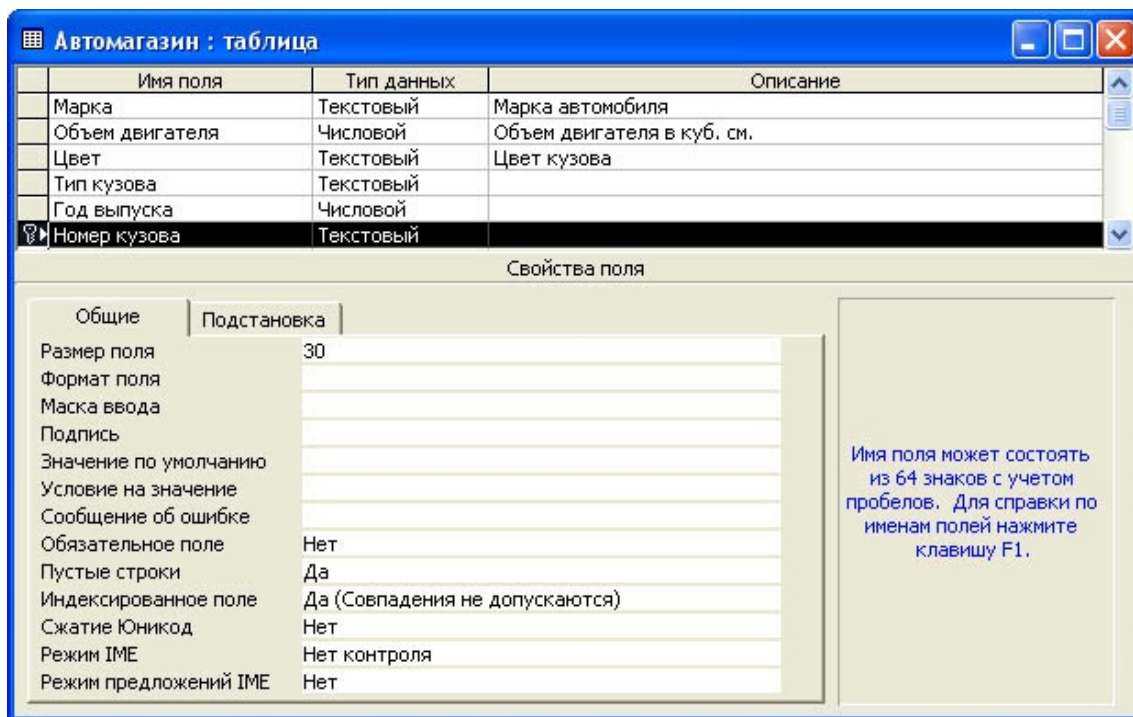 Автомагазин : таблица
Имя поля Тип данных Описание
Марка Текстовый Марка автомобиля
Объем двигателя Числовой Объем двигателя в куб. см.
Цвет Текстовый Цвет кузова
Тип кузова Текстовый
Год выпуска Числовой
Номер кузова Текстовый
Свойства поля
Общие Подстановка
Размер поля 30
Формат поля
Маска ввода
Подпись
Значение по умолчанию
Условие на значение
Сообщение об ошибке
Обязательное поле Нет
Пустые строки Да
Индексированное поле Да (Совпадения не допускаются)
Сжатие Юникод Нет
Режим IME Нет контроля
Режим предложений IME Нет
Имя поля может состоять
из 64 знаков с учетом
пробелов. Для справки по
именам полей нажмите
клавишу F1.